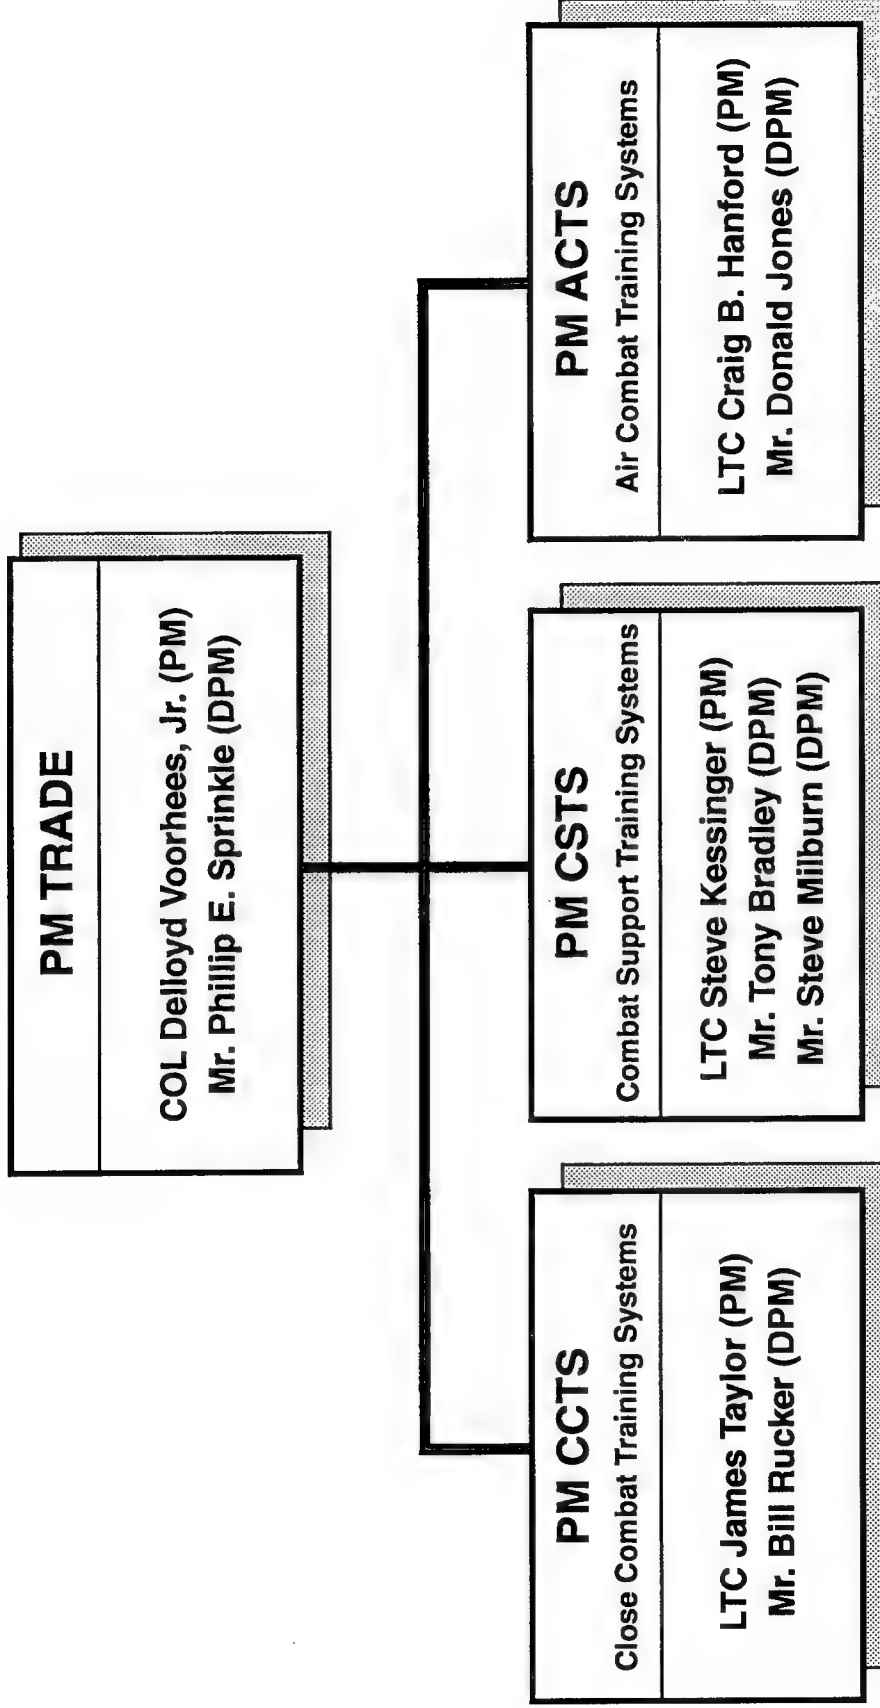 PM TRADE
COL Delloyd Voorhees, Jr. (PM)
Mr. Phillip E. Sprinkle (DPM)
PM CCTS
Close Combat Training Systems
LTC James Taylor (PM)
Mr. Bill Rucker (DPM)
PM CSTS
Combat Support Training Systems
LTC Steve Kessinger (PM)
Mr. Tony Bradley (DPM)
Mr. Steve Milburn (DPM)
PM ACTS
Air Combat Training Systems
LTC Craig B. Hanford (PM)
Mr. Donald Jones (DPM)